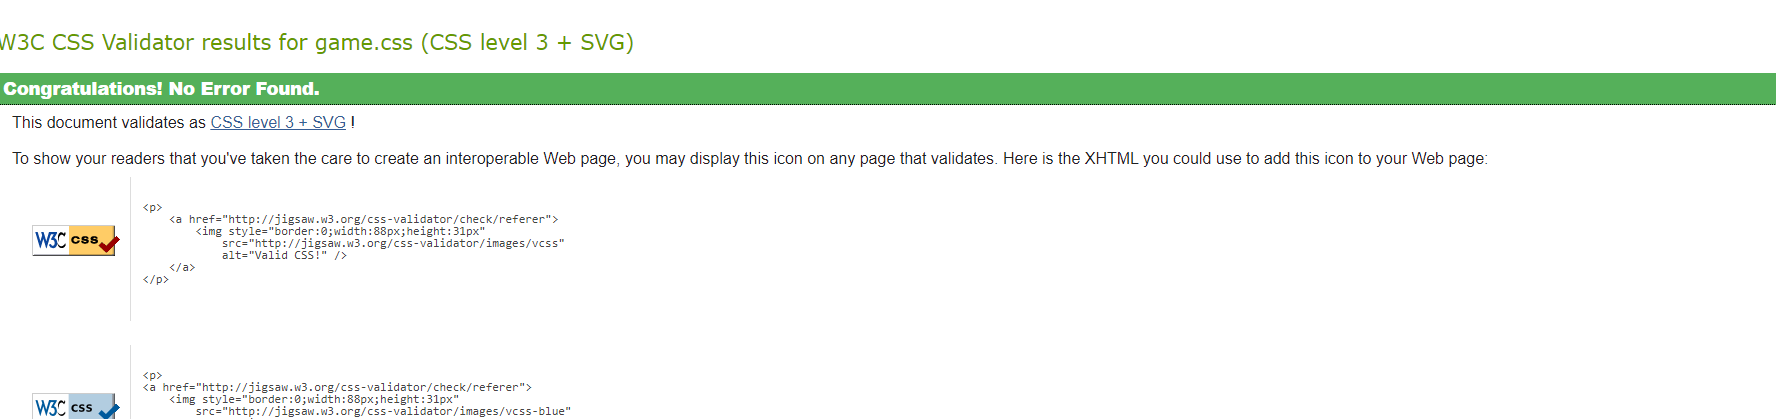 W3C CSS Validator results for game.css (CSS level 3 + SVG)
Congratulations! No Error Found.
This document validates as CSS level 3 + SVG !
To show your readers that you've taken the care to create an interoperable Web page, you may display this icon on any page that validates. Here is the XHTML you could use to add this icon to your Web page:
W3C css
<p>
<a href="http://jigsaw.w3.org/css-validator/check/referer">
<img style="border:0;width:88px;height:31px"
src="http://jigsaw.w3.org/css-validator/images/vcss"
alt="Valid CSS!" />
</a>
</p>
W3C css
<p>
<a href="http://jigsaw.w3.org/css-validator/check/referer">
<img style="border:0;width:88px;height:31px"
src="http://jigsaw.w3.org/css-validator/images/vcss-blue"